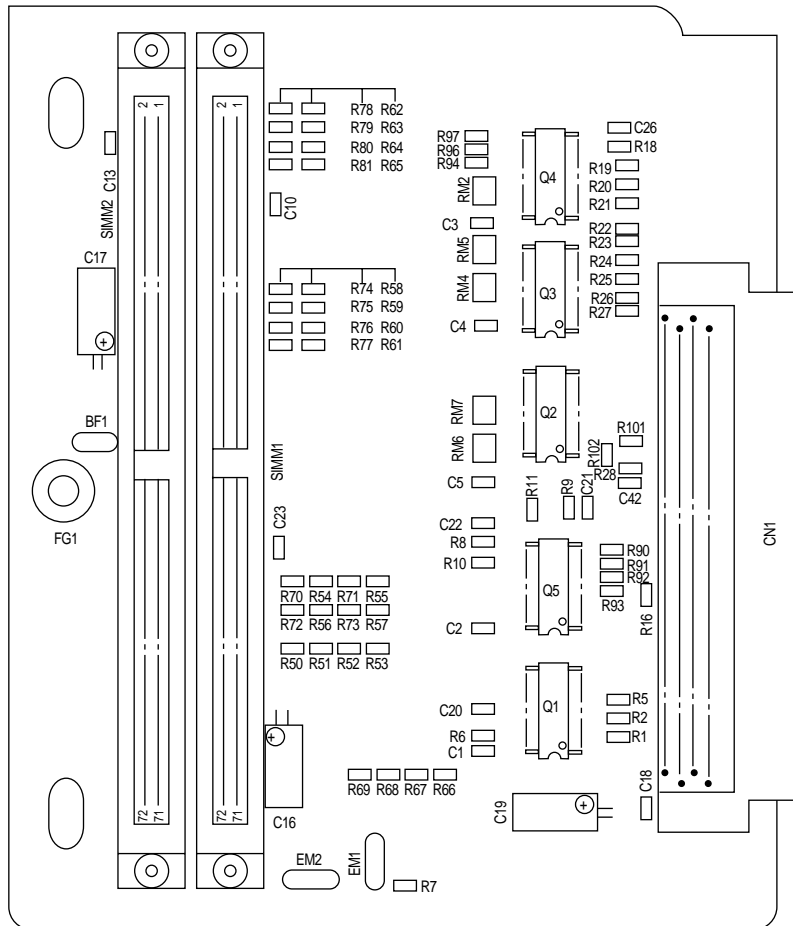 2 1
2 1
R78 R62
R79 R63
R80 R64
R81 R65
C13
SIMM2
C10
C17
R97
R96
R94
RM2
C3
RM5
RM4
C4
Q4
Q3
C26
R18
R19
R20
R21
R22
R23
R24
R25
R26
R27
R74 R58
R75 R59
R76 R60
R77 R61
BF1
FG1
SIMM1
C23
RM7
RM6
C5
Q2
R101
R102
R28
C42
R11
R9
C21
C22
R8
R10
CN1
Q5
R90
R91
R92
R93
R16
R70 R54 R71 R55
R72 R56 R73 R57
R50 R51 R52 R53
C2
C20
R6
C1
Q1
R5
R2
R1
R69 R68 R67 R66
C19
C18
72 71
72 71
C16
EM2
EM1
R7